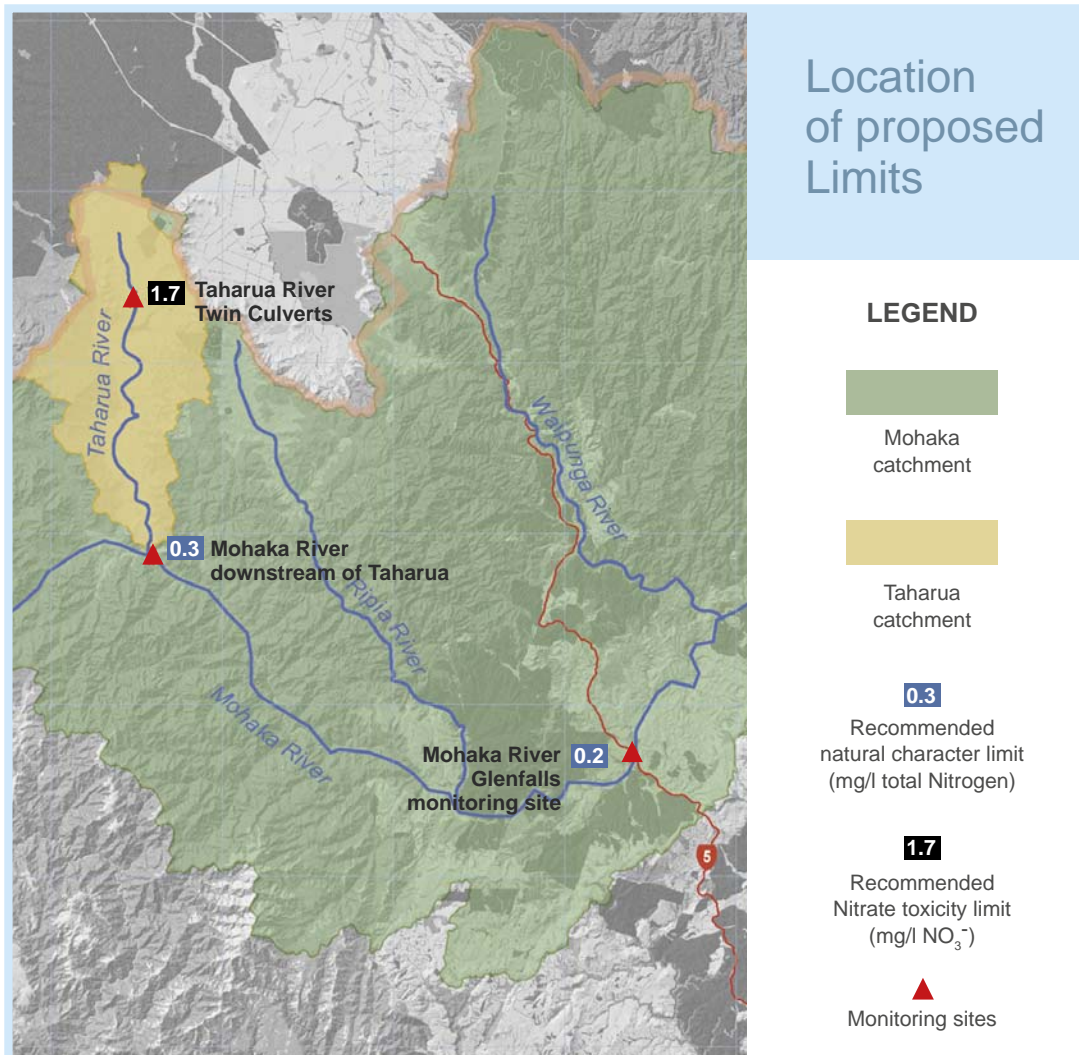 Location
of proposed
Limits
1.7
Taharua River
Twin Culverts
Taharua River
Waipunga River
0.3
Mohaka River
downstream of Taharua
Ripia River
Mohaka River
Mohaka River
Glenfalls
monitoring site
0.2
5
LEGEND
Mohaka
catchment
Taharua
catchment
0.3
Recommended
natural character limit
(mg/l total Nitrogen)
1.7
Recommended
Nitrate toxicity limit
(mg/l NO₃⁻)
Monitoring sites